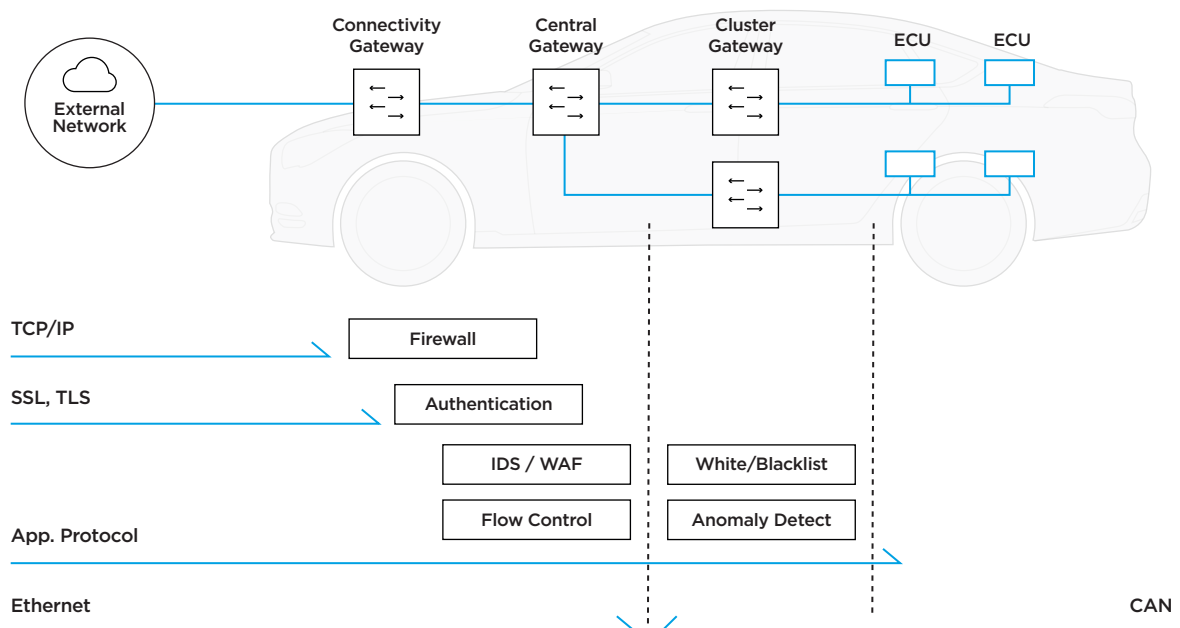 Connectivity
Gateway
Central
Gateway
Cluster
Gateway
ECU
ECU
External
Network
TCP/IP
Firewall
SSL, TLS
Authentication
IDS / WAF
White/Blacklist
Flow Control
Anomaly Detect
App. Protocol
Ethernet
CAN